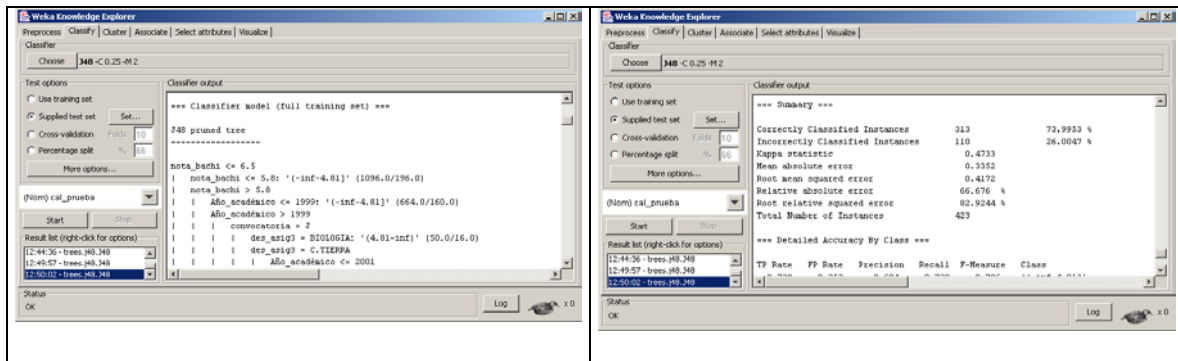 Weka Knowledge Explorer
Preprocess Classify Cluster Associate Select attributes Visualize
Classifier
Choose J48 -C 0.25 -M 2
Test options
Use training set
Supplied test set Set...
Cross-validation Folds 10
Percentage split % 66
More options...
(Nom) cal_prueba
Start Stop
Result list (right-click for options)
12:44:36 - trees.j48.J48
12:49:57 - trees.j48.J48
12:50:02 - trees.j48.J48
Classifier output
=== Classifier model (full training set) ===
J48 pruned tree
------------------
nota_bachi <= 6.5
| nota_bachi <= 5.8: '(-inf-4.81]' (1096.0/196.0)
| nota_bachi > 5.8
| | Año_académico <= 1999: '(-inf-4.81]' (664.0/160.0)
| | Año_académico > 1999
| | | convocatoria = J
| | | | des_asig3 = BIOLOGIA: '(4.81-inf)' (50.0/16.0)
| | | | des_asig3 = C.TIERRA
| | | | | Año_académico <= 2001
Status
OK
Log x 0
Weka Knowledge Explorer
Preprocess Classify Cluster Associate Select attributes Visualize
Classifier
Choose J48 -C 0.25 -M 2
Test options
Use training set
Supplied test set Set...
Cross-validation Folds 10
Percentage split % 66
More options...
(Nom) cal_prueba
Start Stop
Result list (right-click for options)
12:44:36 - trees.j48.J48
12:49:57 - trees.j48.J48
12:50:02 - trees.j48.J48
Classifier output
=== Summary ===
Correctly Classified Instances 313 73.9953 %
Incorrectly Classified Instances 110 26.0047 %
Kappa statistic 0.4733
Mean absolute error 0.3352
Root mean squared error 0.4172
Relative absolute error 66.676 %
Root relative squared error 82.9244 %
Total Number of Instances 423
=== Detailed Accuracy By Class ===
TP Rate FP Rate Precision Recall F-Measure Class
Status
OK
Log x 0